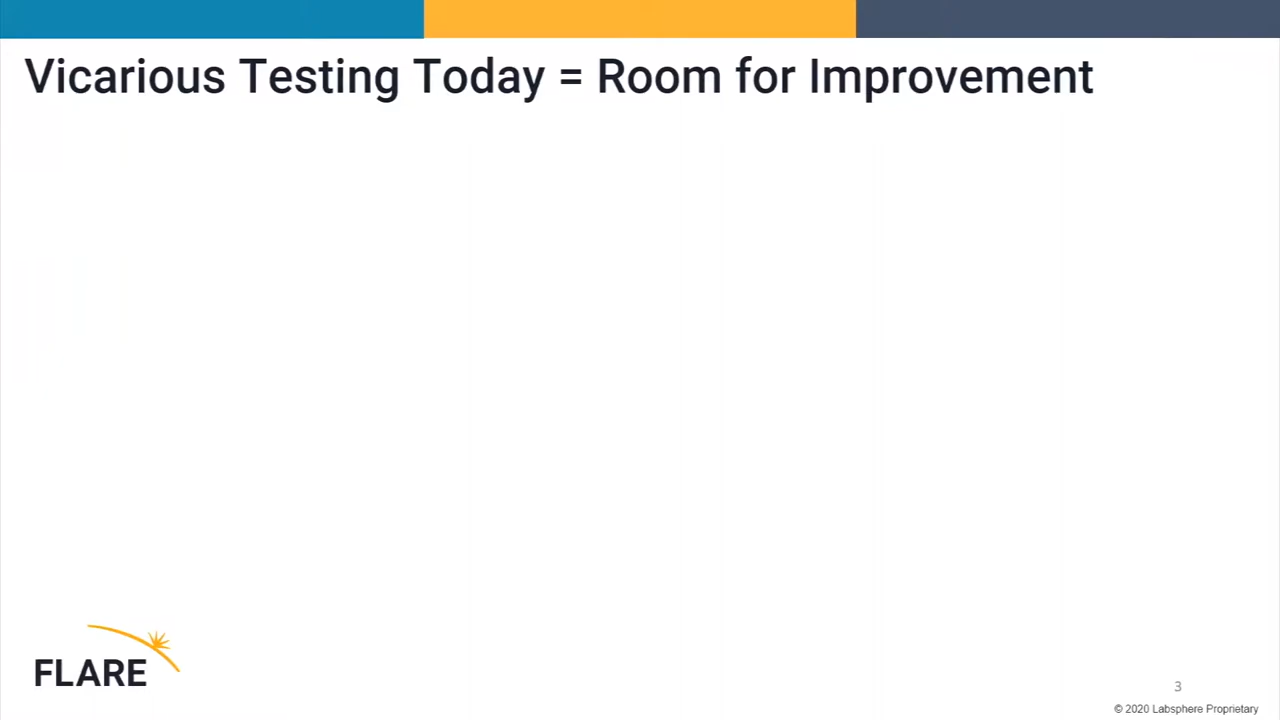 Vicarious Testing Today = Room for Improvement
FLARE
3
© 2020 Labsphere Proprietary